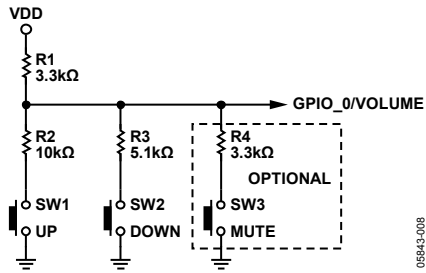 VDD
R1
3.3kΩ
GPIO_0/VOLUME
R2
10kΩ
R3
5.1kΩ
R4
3.3kΩ
OPTIONAL
SW1
SW2
SW3
UP
DOWN
MUTE
05843-008